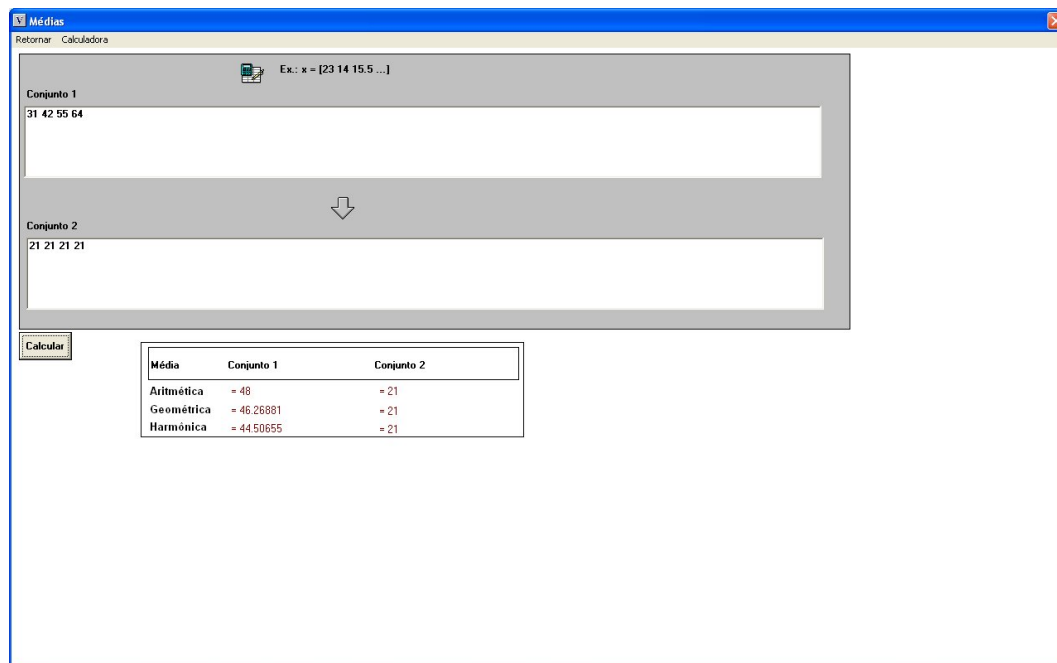 V Médias
Retornar Calculadora
Ex.: x = [23 14 15.5 ...]
Conjunto 1
31 42 55 64
Conjunto 2
21 21 21 21
Calcular
Média Conjunto 1 Conjunto 2
Aritmética = 48 = 21
Geométrica = 46.26881 = 21
Harmónica = 44.50655 = 21